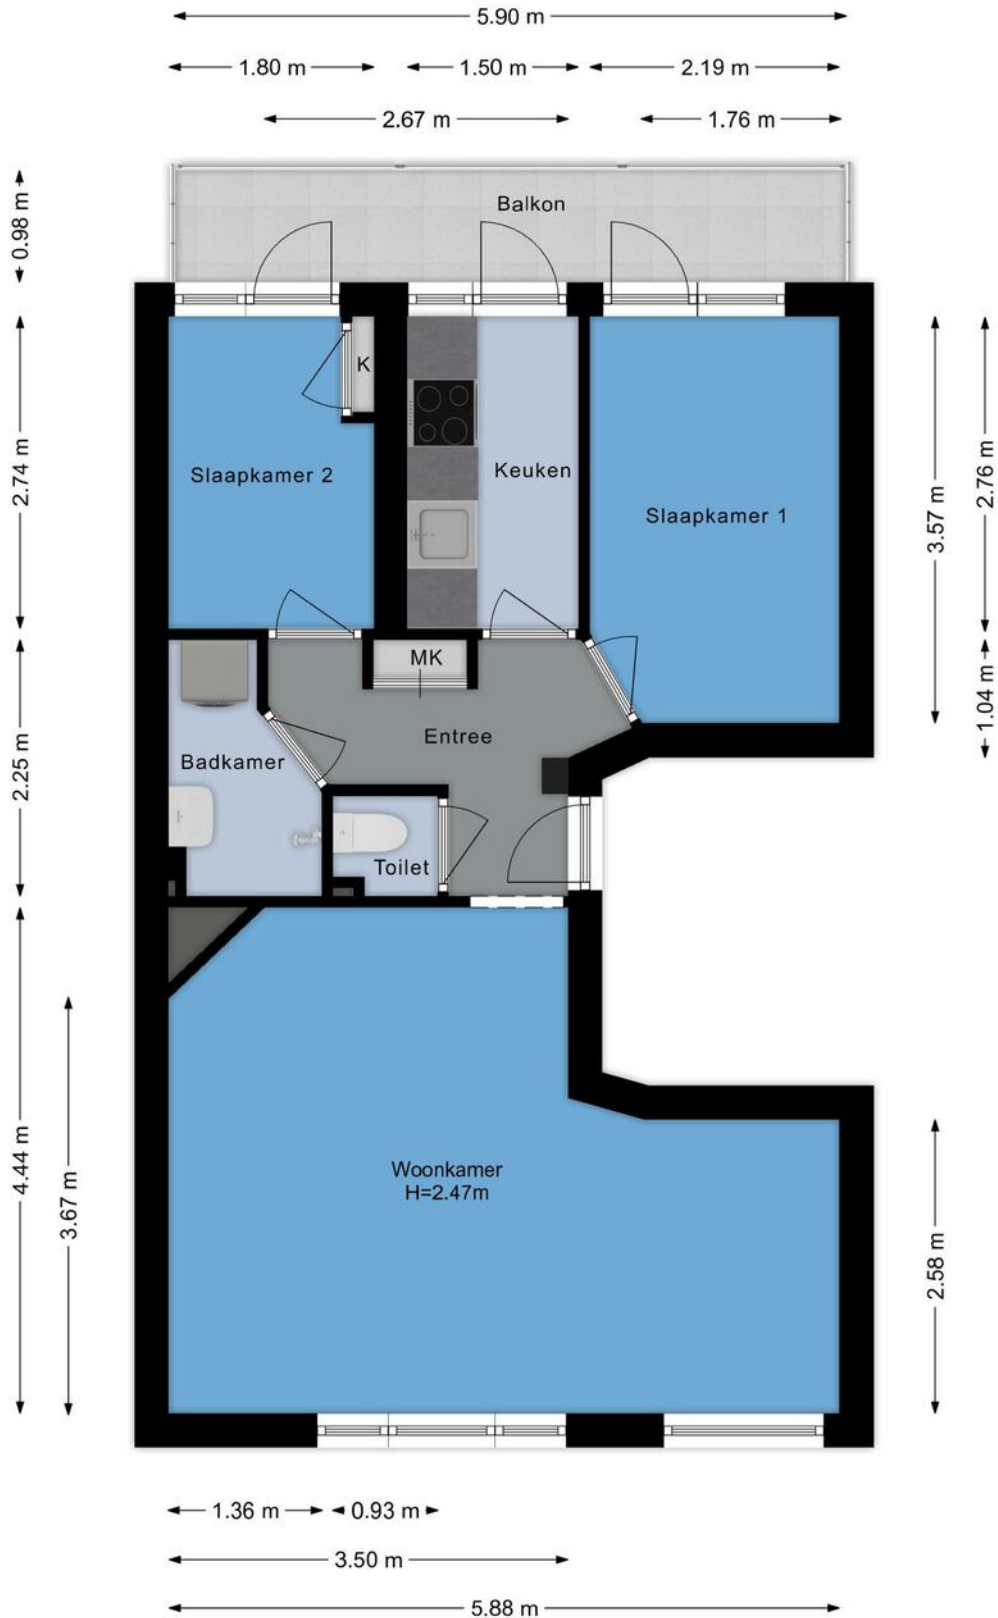 5.90 m
1.80 m
1.50 m
2.19 m
2.67 m
1.76 m
0.98 m
Balkon
K
2.74 m
Slaapkamer 2
Keuken
Slaapkamer 1
3.57 m
2.76 m
MK
Entree
1.04 m
2.25 m
Badkamer
Toilet
4.44 m
3.67 m
Woonkamer
H=2.47m
2.58 m
1.36 m
0.93 m
3.50 m
5.88 m